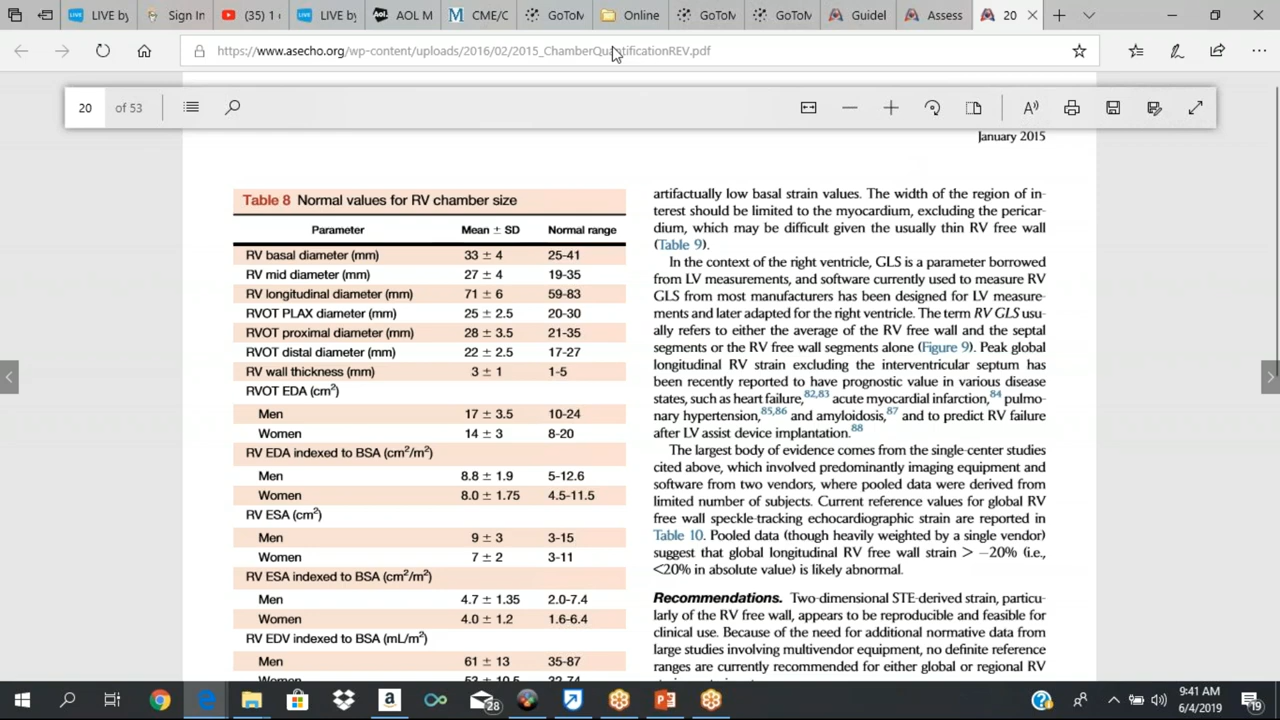 LIVE by
Sign In
(35) 1
LIVE by
Aol.
AOL M
M
CME/C
GoToM
Online
GoToM
GoToM
Guidel
Assess
20
https://www.asecho.org/wp-content/uploads/2016/02/2015_ChamberQuantificationREV.pdf
20 of 53
January 2015
Table 8 Normal values for RV chamber size
Parameter Mean ± SD Normal range
RV basal diameter (mm) 33 ± 4 25-41
RV mid diameter (mm) 27 ± 4 19-35
RV longitudinal diameter (mm) 71 ± 6 59-83
RVOT PLAX diameter (mm) 25 ± 2.5 20-30
RVOT proximal diameter (mm) 28 ± 3.5 21-35
RVOT distal diameter (mm) 22 ± 2.5 17-27
RV wall thickness (mm) 3 ± 1 1-5
RVOT EDA (cm²)
Men 17 ± 3.5 10-24
Women 14 ± 3 8-20
RV EDA indexed to BSA (cm²/m²)
Men 8.8 ± 1.9 5-12.6
Women 8.0 ± 1.75 4.5-11.5
RV ESA (cm²)
Men 9 ± 3 3-15
Women 7 ± 2 3-11
RV ESA indexed to BSA (cm²/m²)
Men 4.7 ± 1.35 2.0-7.4
Women 4.0 ± 1.2 1.6-6.4
RV EDV indexed to BSA (mL/m²)
Men 61 ± 13 35-87
Women 53 ± 10.5 32-74
artifactually low basal strain values. The width of the region of in-
terest should be limited to the myocardium, excluding the pericar-
dium, which may be difficult given the usually thin RV free wall
(Table 9).
In the context of the right ventricle, GLS is a parameter borrowed
from LV measurements, and software currently used to measure RV
GLS from most manufacturers has been designed for LV measure-
ments and later adapted for the right ventricle. The term RV GLS usu-
ally refers to either the average of the RV free wall and the septal
segments or the RV free wall segments alone (Figure 9). Peak global
longitudinal RV strain excluding the interventricular septum has
been recently reported to have prognostic value in various disease
states, such as heart failure,82,83 acute myocardial infarction,84 pulmo-
nary hypertension,85,86 and amyloidosis,87 and to predict RV failure
after LV assist device implantation.88
The largest body of evidence comes from the single-center studies
cited above, which involved predominantly imaging equipment and
software from two vendors, where pooled data were derived from
limited number of subjects. Current reference values for global RV
free wall speckle-tracking echocardiographic strain are reported in
Table 10. Pooled data (though heavily weighted by a single vendor)
suggest that global longitudinal RV free wall strain > −20% (i.e.,
<20% in absolute value) is likely abnormal.
Recommendations. Two-dimensional STE-derived strain, particu-
larly of the RV free wall, appears to be reproducible and feasible for
clinical use. Because of the need for additional normative data from
large studies involving multivendor equipment, no definite reference
ranges are currently recommended for either global or regional RV
28
9:41 AM
6/4/2019
19